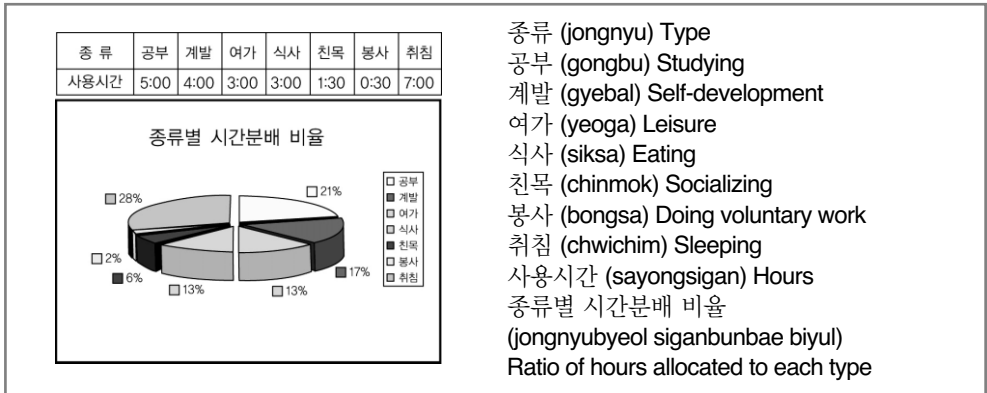 종 류 공부 계발 여가 식사 친목 봉사 취침
사용시간 5:00 4:00 3:00 3:00 1:30 0:30 7:00
종류별 시간분배 비율
28%
21%
2%
6%
13%
13%
17%
공부
계발
여가
식사
친목
봉사
취침
종류 (jongnyu) Type
공부 (gongbu) Studying
계발 (gyebal) Self-development
여가 (yeoga) Leisure
식사 (siksa) Eating
친목 (chinmok) Socializing
봉사 (bongsa) Doing voluntary work
취침 (chwichim) Sleeping
사용시간 (sayongsigan) Hours
종류별 시간분배 비율
(jongnyubyeol siganbunbae biyul)
Ratio of hours allocated to each type